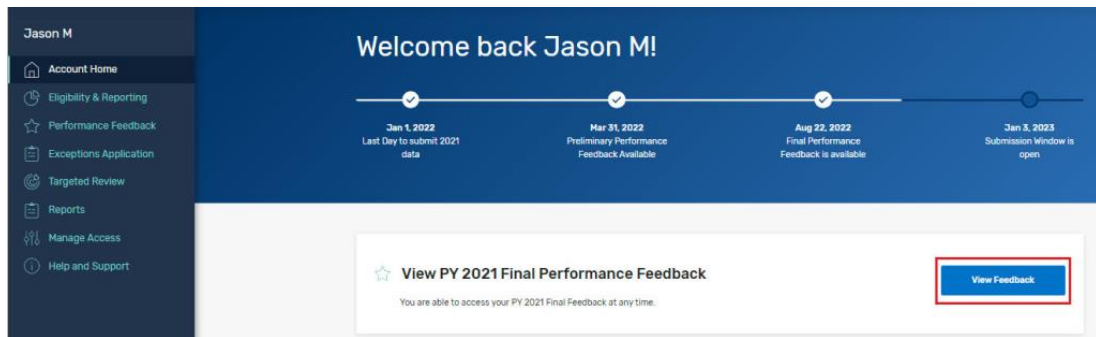 Jason M
Account Home
Eligibility & Reporting
Performance Feedback
Exceptions Application
Targeted Review
Reports
Manage Access
Help and Support
Welcome back Jason M!
Jan 1, 2022
Last Day to submit 2021
data
Mar 31, 2022
Preliminary Performance
Feedback Available
Aug 22, 2022
Final Performance
Feedback is available
Jan 3, 2023
Submission Window is
open
View PY 2021 Final Performance Feedback
You are able to access your PY 2021 Final Feedback at any time.
View Feedback